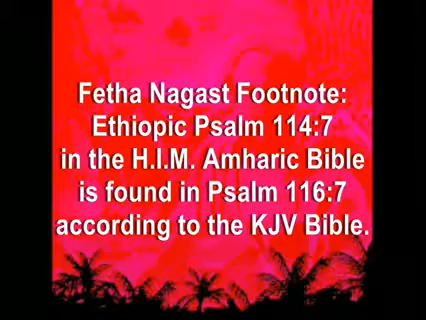 Fetha Nagast Footnote:
Ethiopic Psalm 114:7
in the H.I.M. Amharic Bible
is found in Psalm 116:7
according to the KJV Bible.